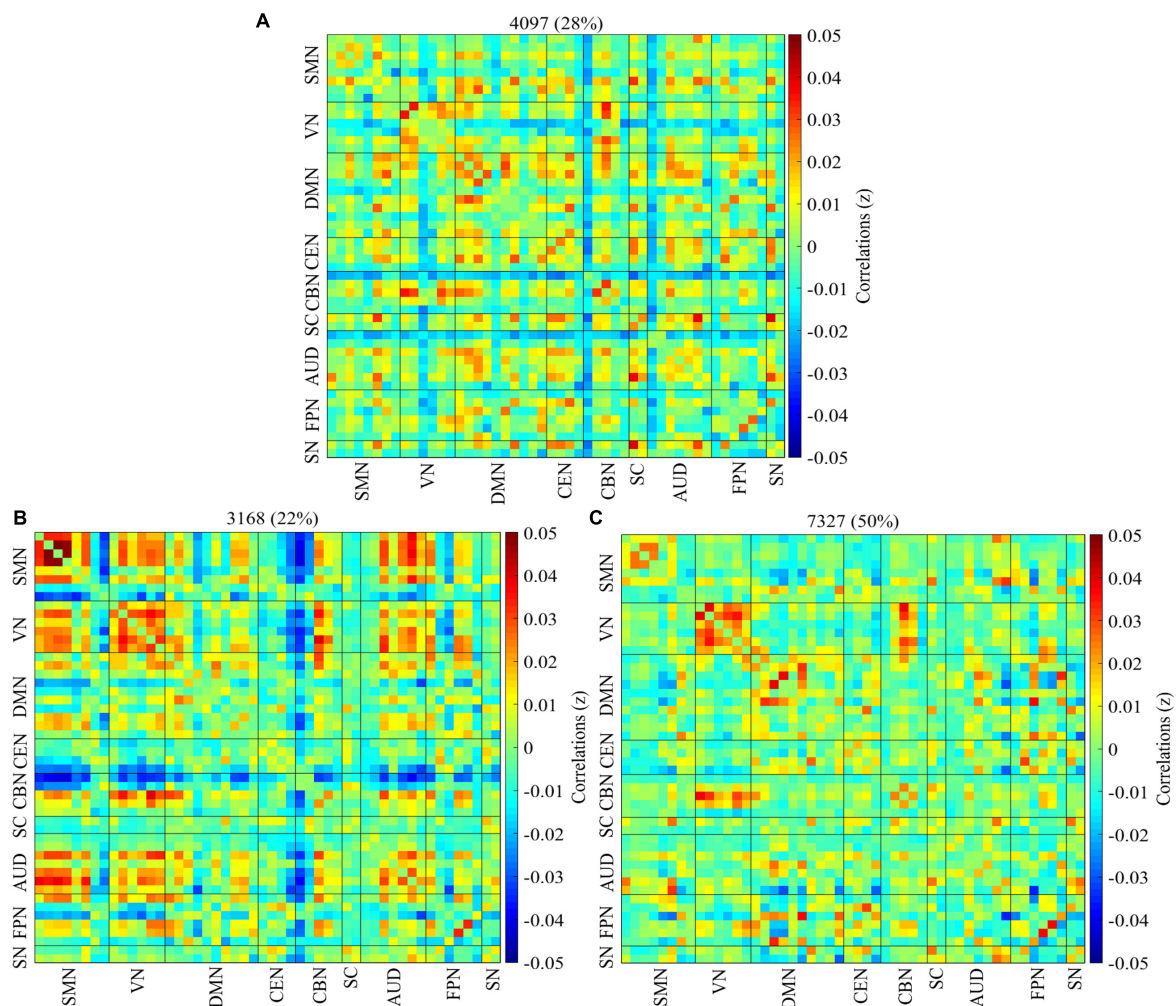 A
4097 (28%)
SMN
VN
DMN
CEN
CBN
SC
AUD
FPN
SN
SMN
VN
DMN
CEN
CBN
SC
AUD
FPN
SN
0.05
0.04
0.03
0.02
0.01
0
-0.01
-0.02
-0.03
-0.04
-0.05
Correlations (z)
B
3168 (22%)
SMN
VN
DMN
CEN
CBN
SC
AUD
FPN
SN
SMN
VN
DMN
CEN
CBN
SC
AUD
FPN
SN
0.05
0.04
0.03
0.02
0.01
0
-0.01
-0.02
-0.03
-0.04
-0.05
Correlations (z)
C
7327 (50%)
SMN
VN
DMN
CEN
CBN
SC
AUD
FPN
SN
SMN
VN
DMN
CEN
CBN
SC
AUD
FPN
SN
0.05
0.04
0.03
0.02
0.01
0
-0.01
-0.02
-0.03
-0.04
-0.05
Correlations (z)